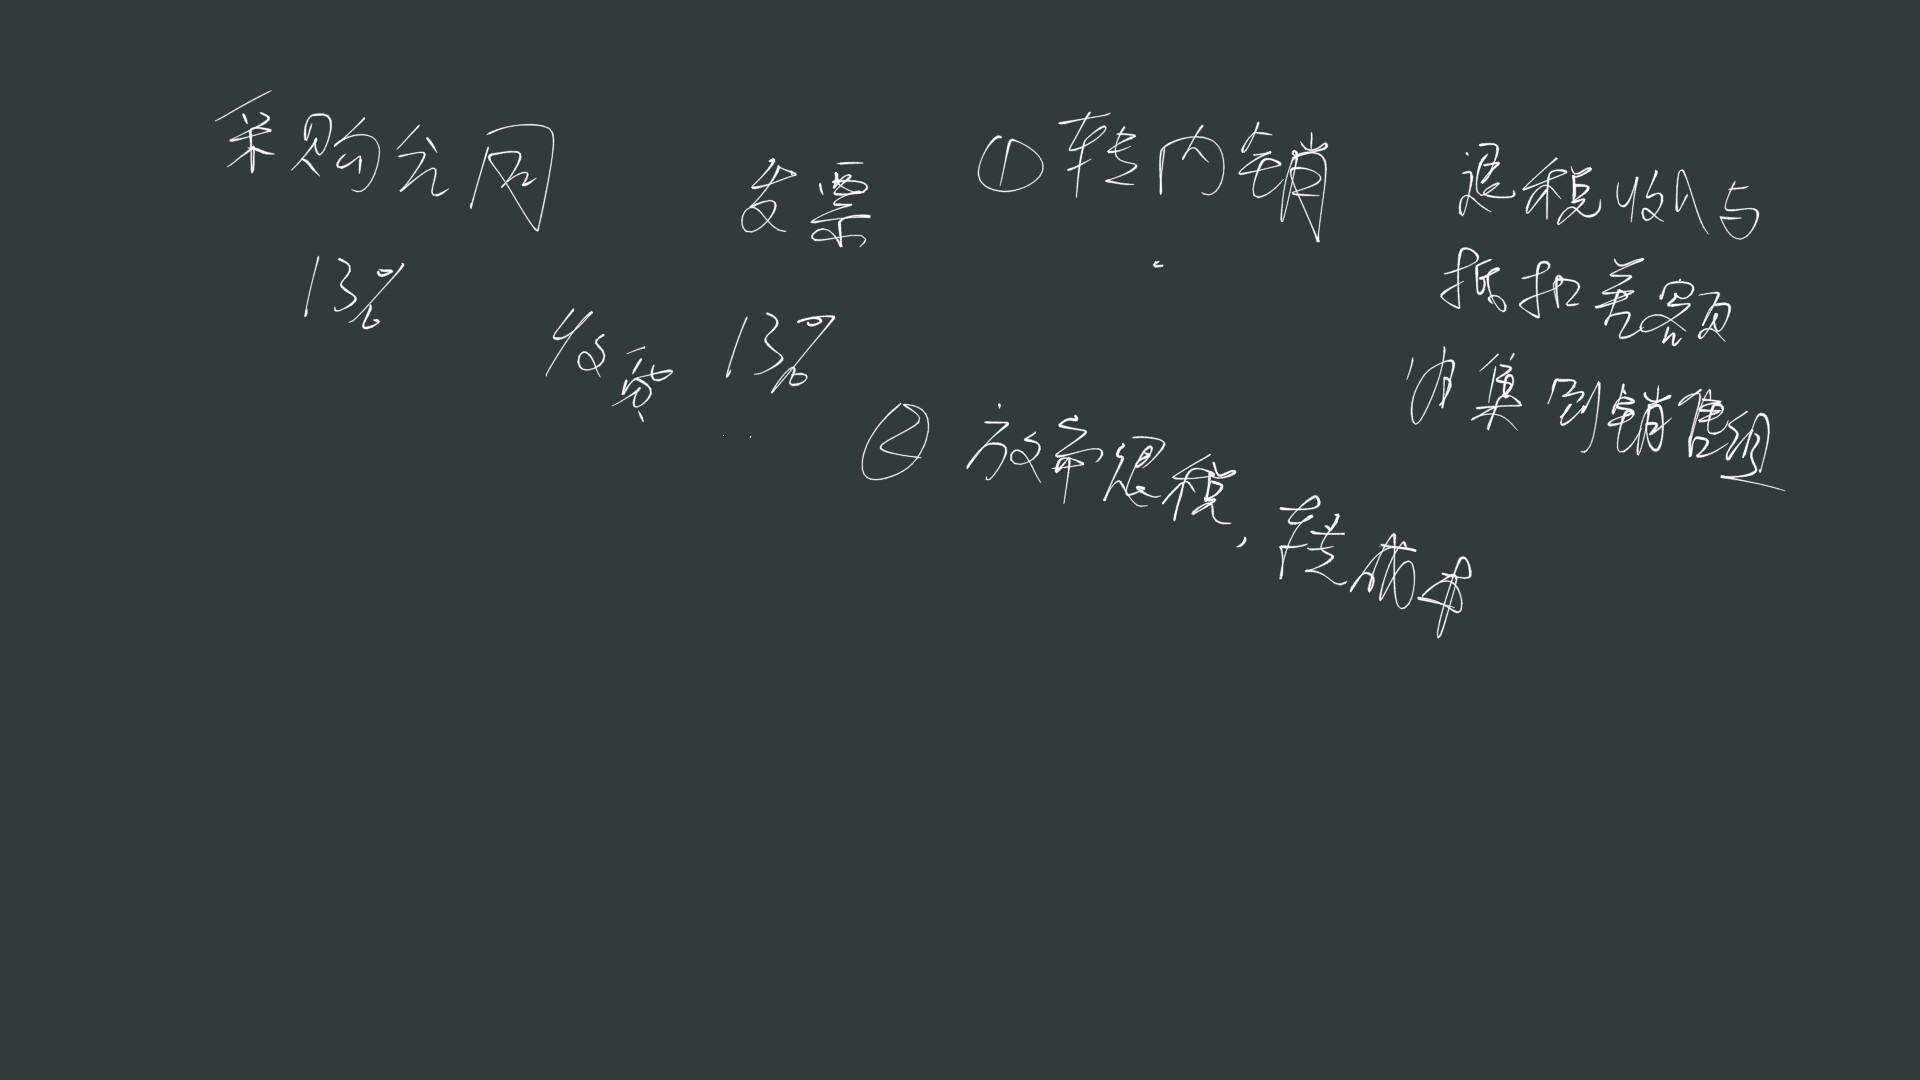 采购合同
13%
收货
发票
13%
①转内销
②放弃退税，转成本
退税收入与
抵扣差额
归集到销售组